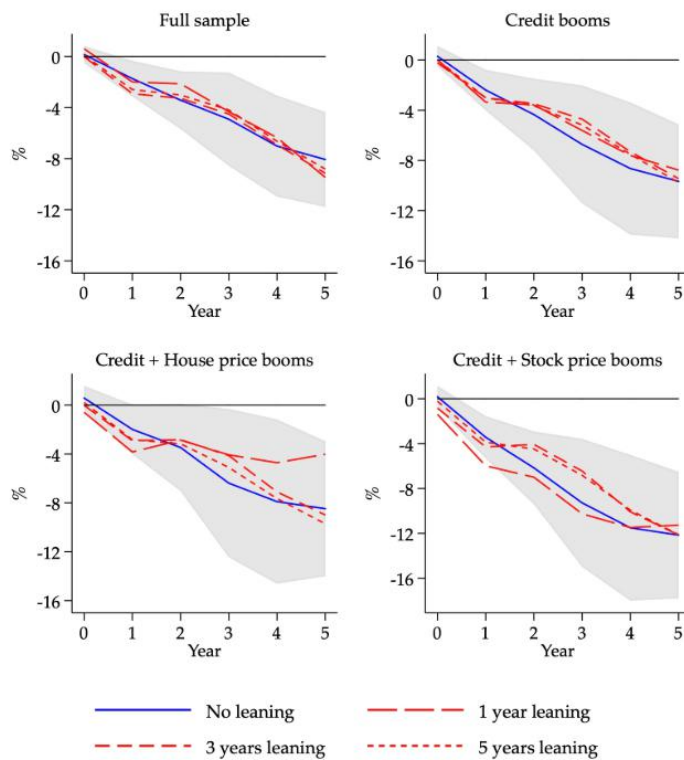 Full sample
Credit booms
0
-4
-8
-12
-16
%
0 1 2 3 4 5
Year
0
-4
-8
-12
-16
%
0 1 2 3 4 5
Year
Credit + House price booms
Credit + Stock price booms
0
-4
-8
-12
-16
%
0 1 2 3 4 5
Year
0
-4
-8
-12
-16
%
0 1 2 3 4 5
Year
No leaning
1 year leaning
3 years leaning
5 years leaning